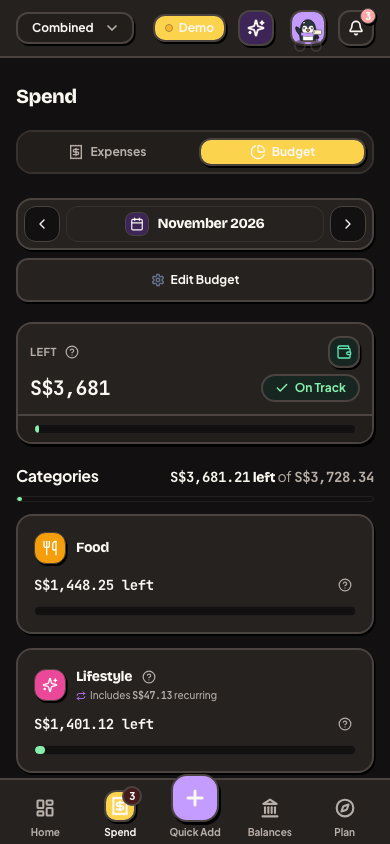 Combined
Demo
3
Spend
Expenses
Budget
November 2026
Edit Budget
LEFT
S$3,681
On Track
Categories
S$3,681.21 left of S$3,728.34
Food
S$1,448.25 left
Lifestyle
Includes S$47.13 recurring
S$1,401.12 left
3
Home
Spend
Quick Add
Balances
Plan